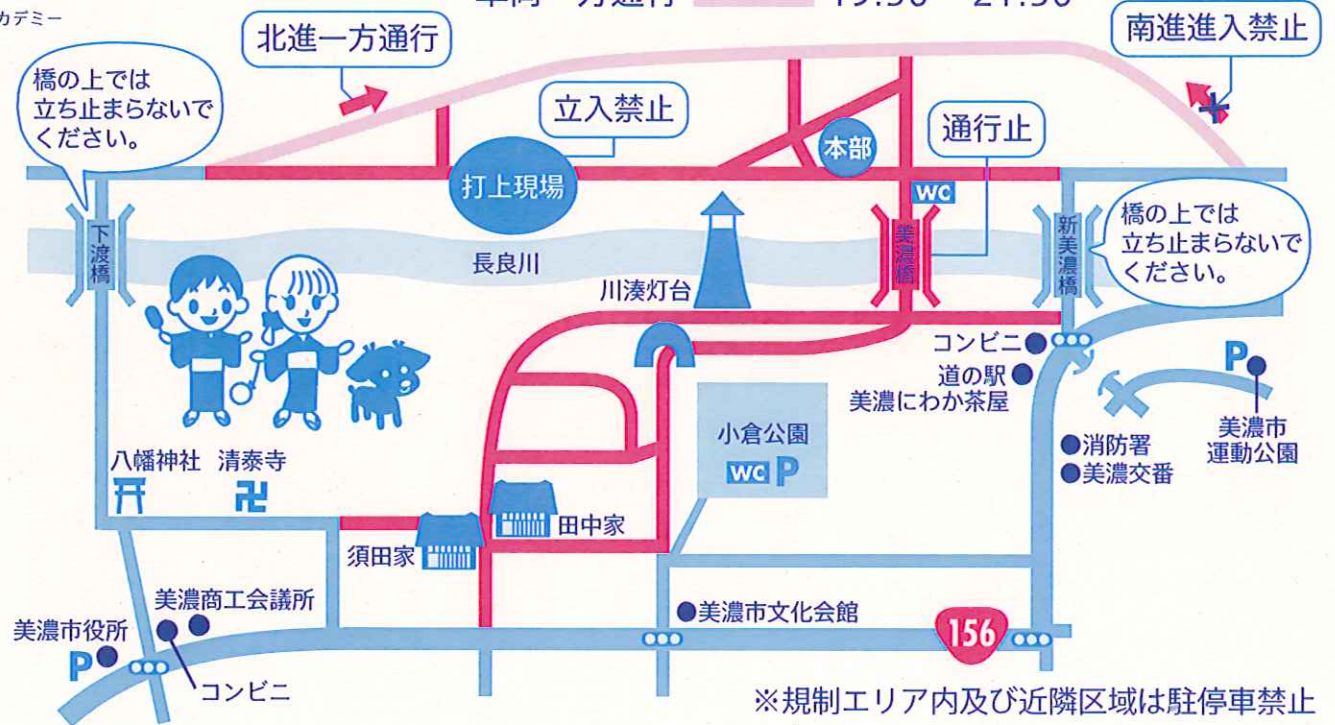 カデミー
北進一方通行
南進進入禁止
橋の上では
立ち止まらないで
ください。
立入禁止
通行止
本部
打上現場
WC
橋の上では
立ち止まらないで
ください。
下渡橋
美濃橋
新美濃橋
長良川
川湊灯台
コンビニ
道の駅
美濃にわか茶屋
P
美濃市
運動公園
小倉公園
WC P
消防署
美濃交番
八幡神社 清泰寺
田中家
須田家
美濃商工会議所
美濃市文化会館
156
美濃市役所
P
コンビニ
※規制エリア内及び近隣区域は駐停車禁止